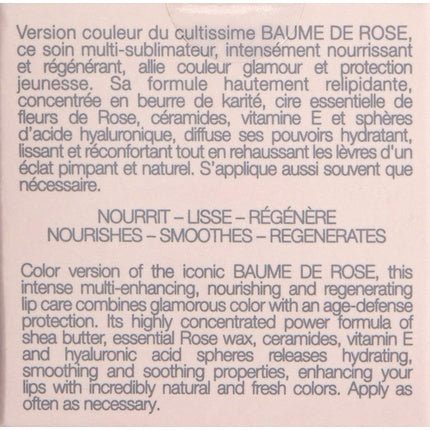 Version couleur du cultissime BAUME DE ROSE,
ce soin multi-sublimateur, intensément nourrissant
et régénérant, allie couleur glamour et protection
jeunesse. Sa formule hautement relipidante,
concentrée en beurre de karité, cire essentielle de
fleurs de Rose, céramides, vitamine E et sphères
d'acide hyaluronique, diffuse ses pouvoirs hydratant,
lissant et réconfortant tout en rehaussant les lèvres d'un
éclat pimpant et naturel. S'applique aussi souvent que
nécessaire.
NOURRIT – LISSE – RÉGÉNÈRE
NOURISHES – SMOOTHES – REGENERATES
Color version of the iconic BAUME DE ROSE, this
intense multi-enhancing, nourishing and regenerating
lip care combines glamorous color with an age-defense
protection. Its highly concentrated power formula of
shea butter, essential Rose wax, ceramides, vitamin E
and hyaluronic acid spheres releases hydrating,
smoothing and soothing properties, enhancing your
lips with incredibly natural and fresh colors. Apply as
often as necessary.